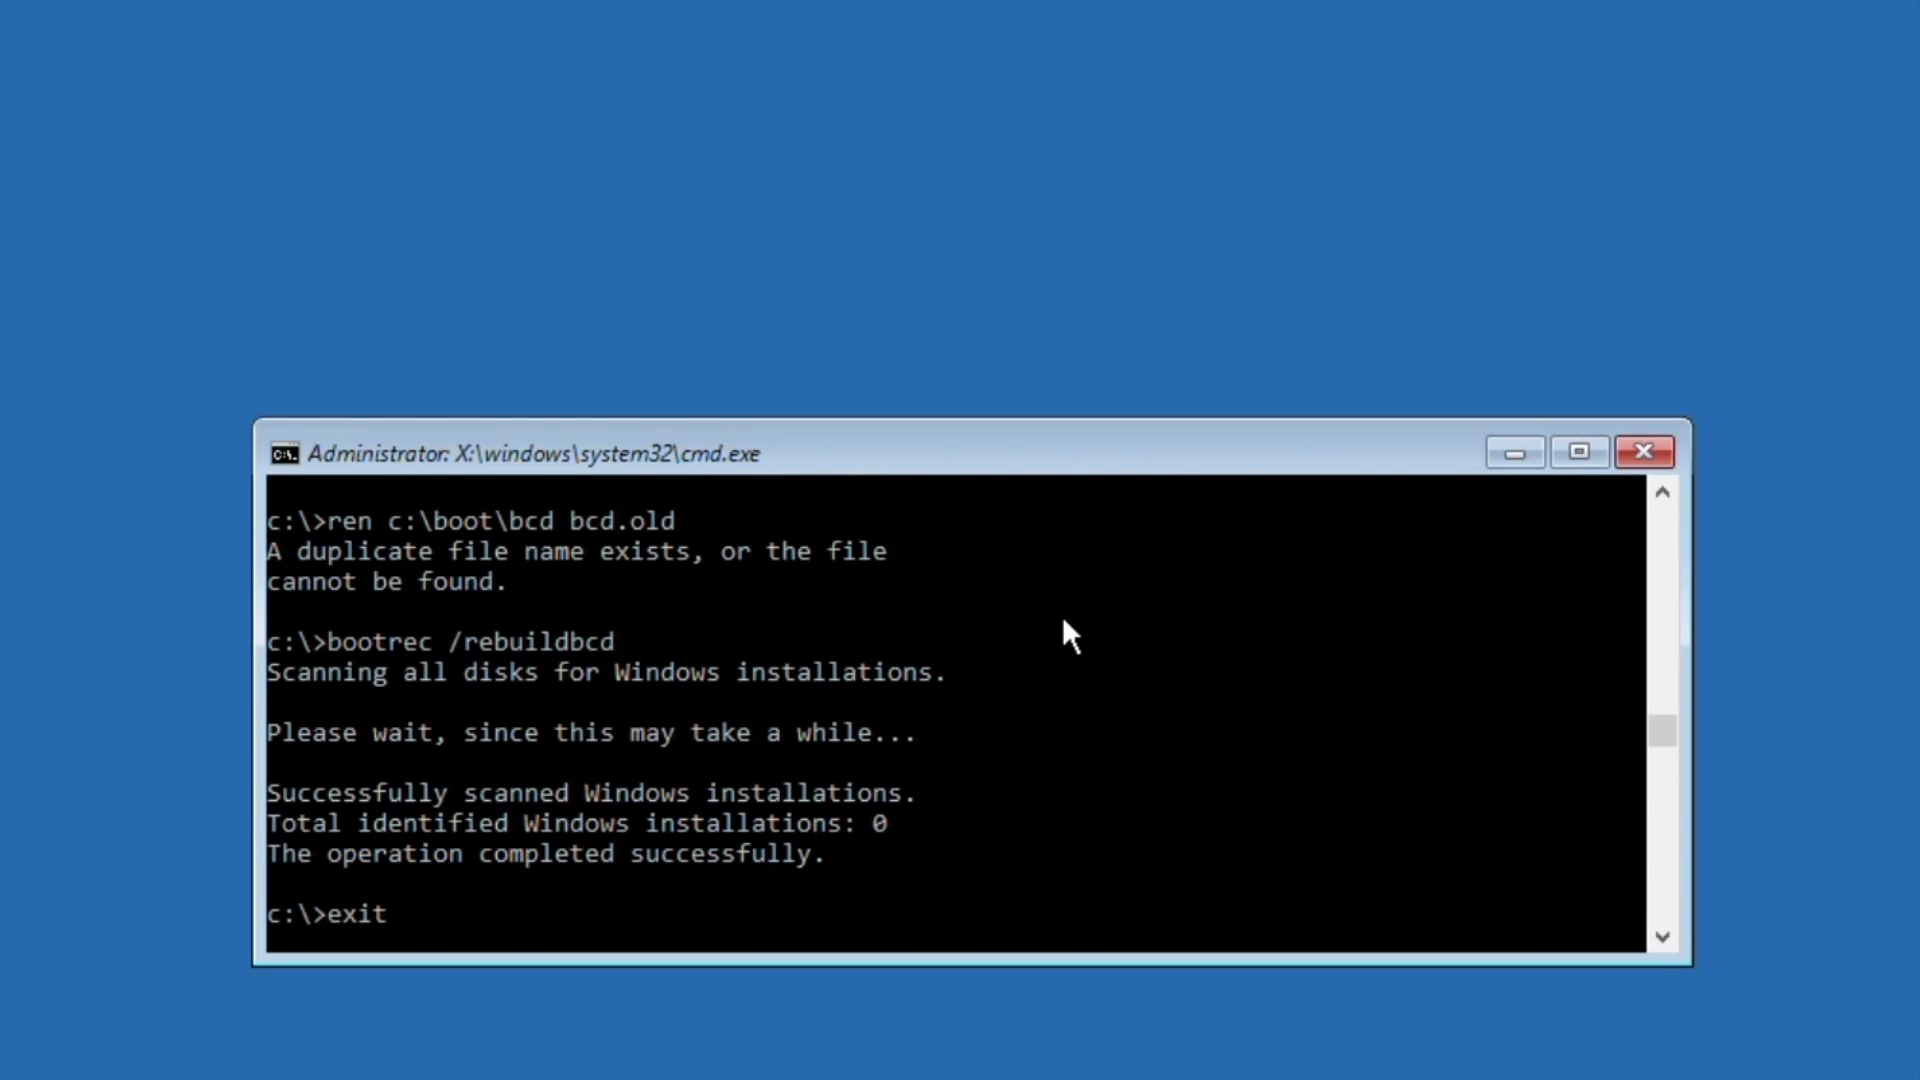 Administrator: X:\windows\system32\cmd.exe
c:\>ren c:\boot\bcd bcd.old
A duplicate file name exists, or the file
cannot be found.
c:\>bootrec /rebuildbcd
Scanning all disks for Windows installations.
Please wait, since this may take a while...
Successfully scanned Windows installations.
Total identified Windows installations: 0
The operation completed successfully.
c:\>exit